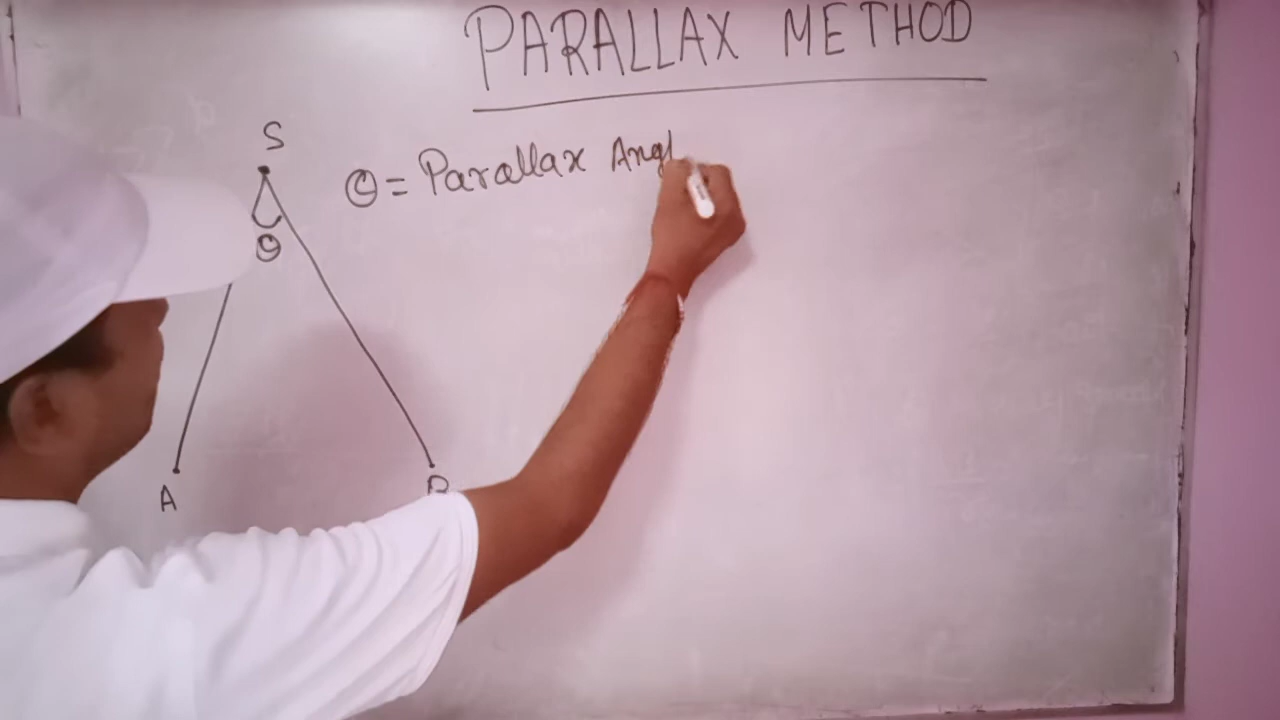 PARALLAX METHOD
S
θ = Parallax Angl
θ
A
B